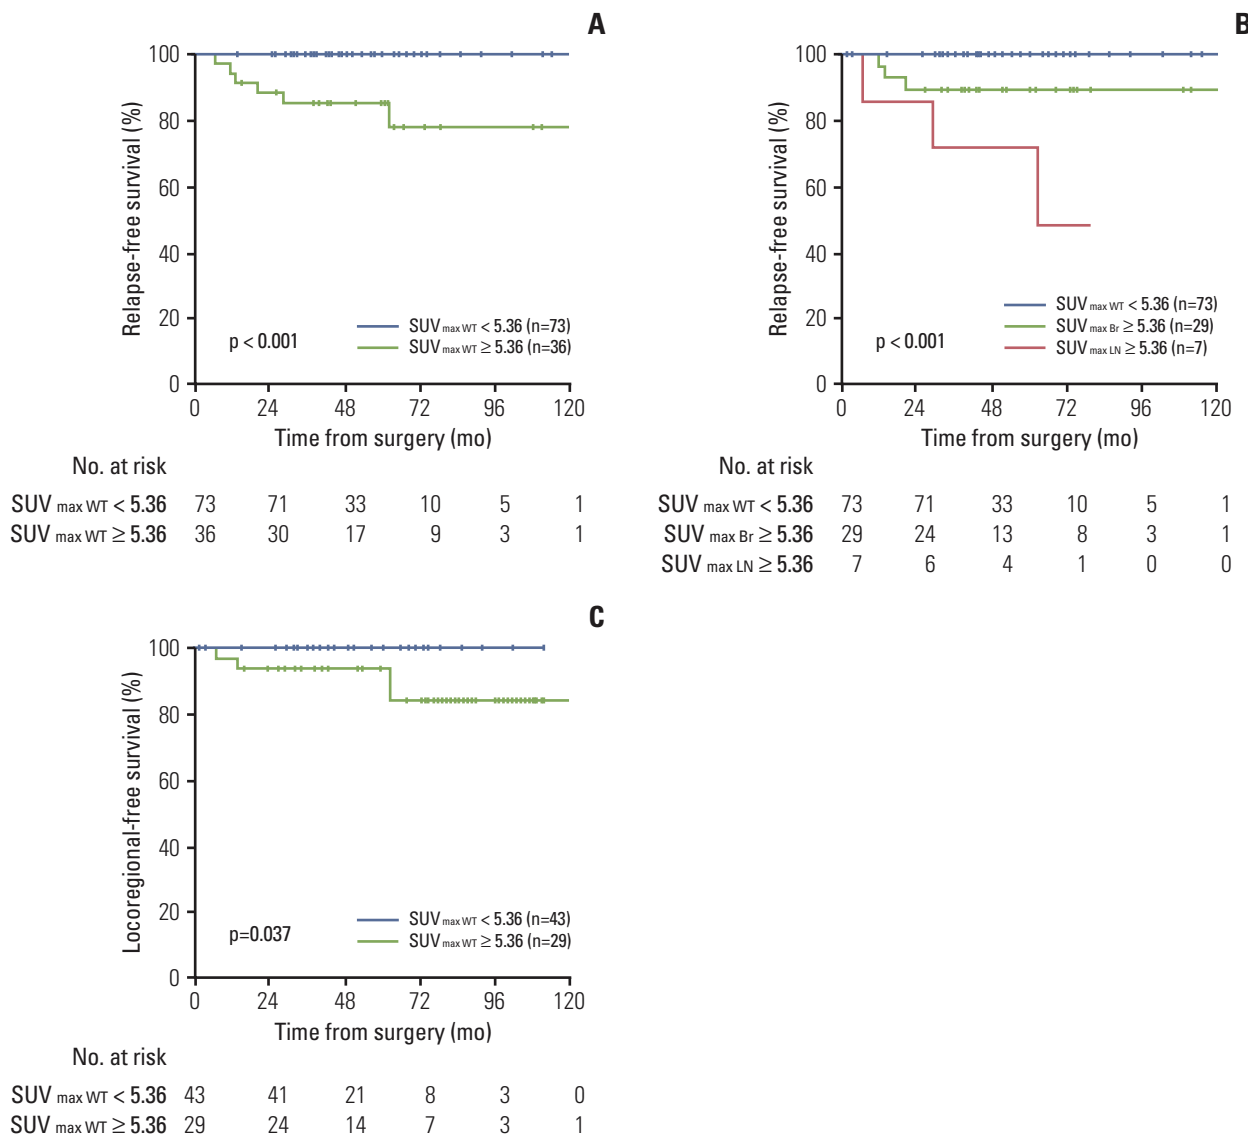 A
Relapse-free survival (%)
100
80
60
40
20
0
p < 0.001
SUV max WT < 5.36 (n=73)
SUV max WT ≥ 5.36 (n=36)
0 24 48 72 96 120
Time from surgery (mo)
No. at risk
SUV max WT < 5.36 73 71 33 10 5 1
SUV max WT ≥ 5.36 36 30 17 9 3 1
B
Relapse-free survival (%)
100
80
60
40
20
0
p < 0.001
SUV max WT < 5.36 (n=73)
SUV max Br ≥ 5.36 (n=29)
SUV max LN ≥ 5.36 (n=7)
0 24 48 72 96 120
Time from surgery (mo)
No. at risk
SUV max WT < 5.36 73 71 33 10 5 1
SUV max Br ≥ 5.36 29 24 13 8 3 1
SUV max LN ≥ 5.36 7 6 4 1 0 0
C
Locoregional-free survival (%)
100
80
60
40
20
0
p=0.037
SUV max WT < 5.36 (n=43)
SUV max WT ≥ 5.36 (n=29)
0 24 48 72 96 120
Time from surgery (mo)
No. at risk
SUV max WT < 5.36 43 41 21 8 3 0
SUV max WT ≥ 5.36 29 24 14 7 3 1